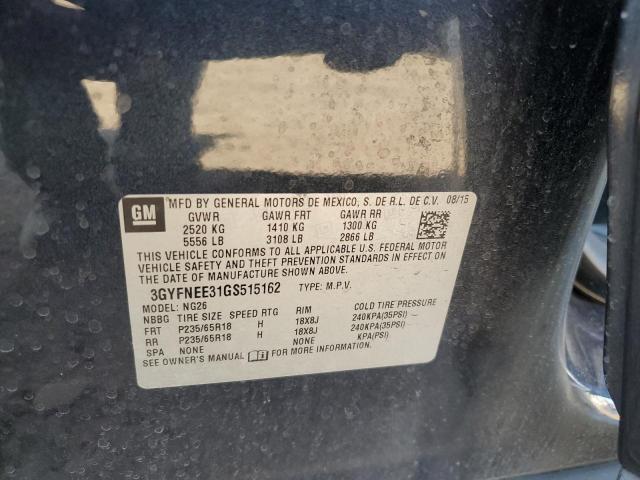 GM
MFD BY GENERAL MOTORS DE MEXICO, S. DE R.L. DE C.V. 08/15
GVWR GAWR FRT GAWR RR
2520 KG 1410 KG 1300 KG
5556 LB 3108 LB 2866 LB
THIS VEHICLE CONFORMS TO ALL APPLICABLE U.S. FEDERAL MOTOR
VEHICLE SAFETY AND THEFT PREVENTION STANDARDS IN EFFECT ON
THE DATE OF MANUFACTURE SHOWN ABOVE.
3GYFNEE31GS515162 TYPE: M.P.V.
MODEL: NG26
NBBG TIRE SIZE SPEED RTG RIM COLD TIRE PRESSURE
FRT P235/65R18 H 18X8J 240KPA(35PSI)
RR P235/65R18 H 18X8J 240KPA(35PSI)
SPA NONE NONE KPA(PSI)
SEE OWNER'S MANUAL FOR MORE INFORMATION.